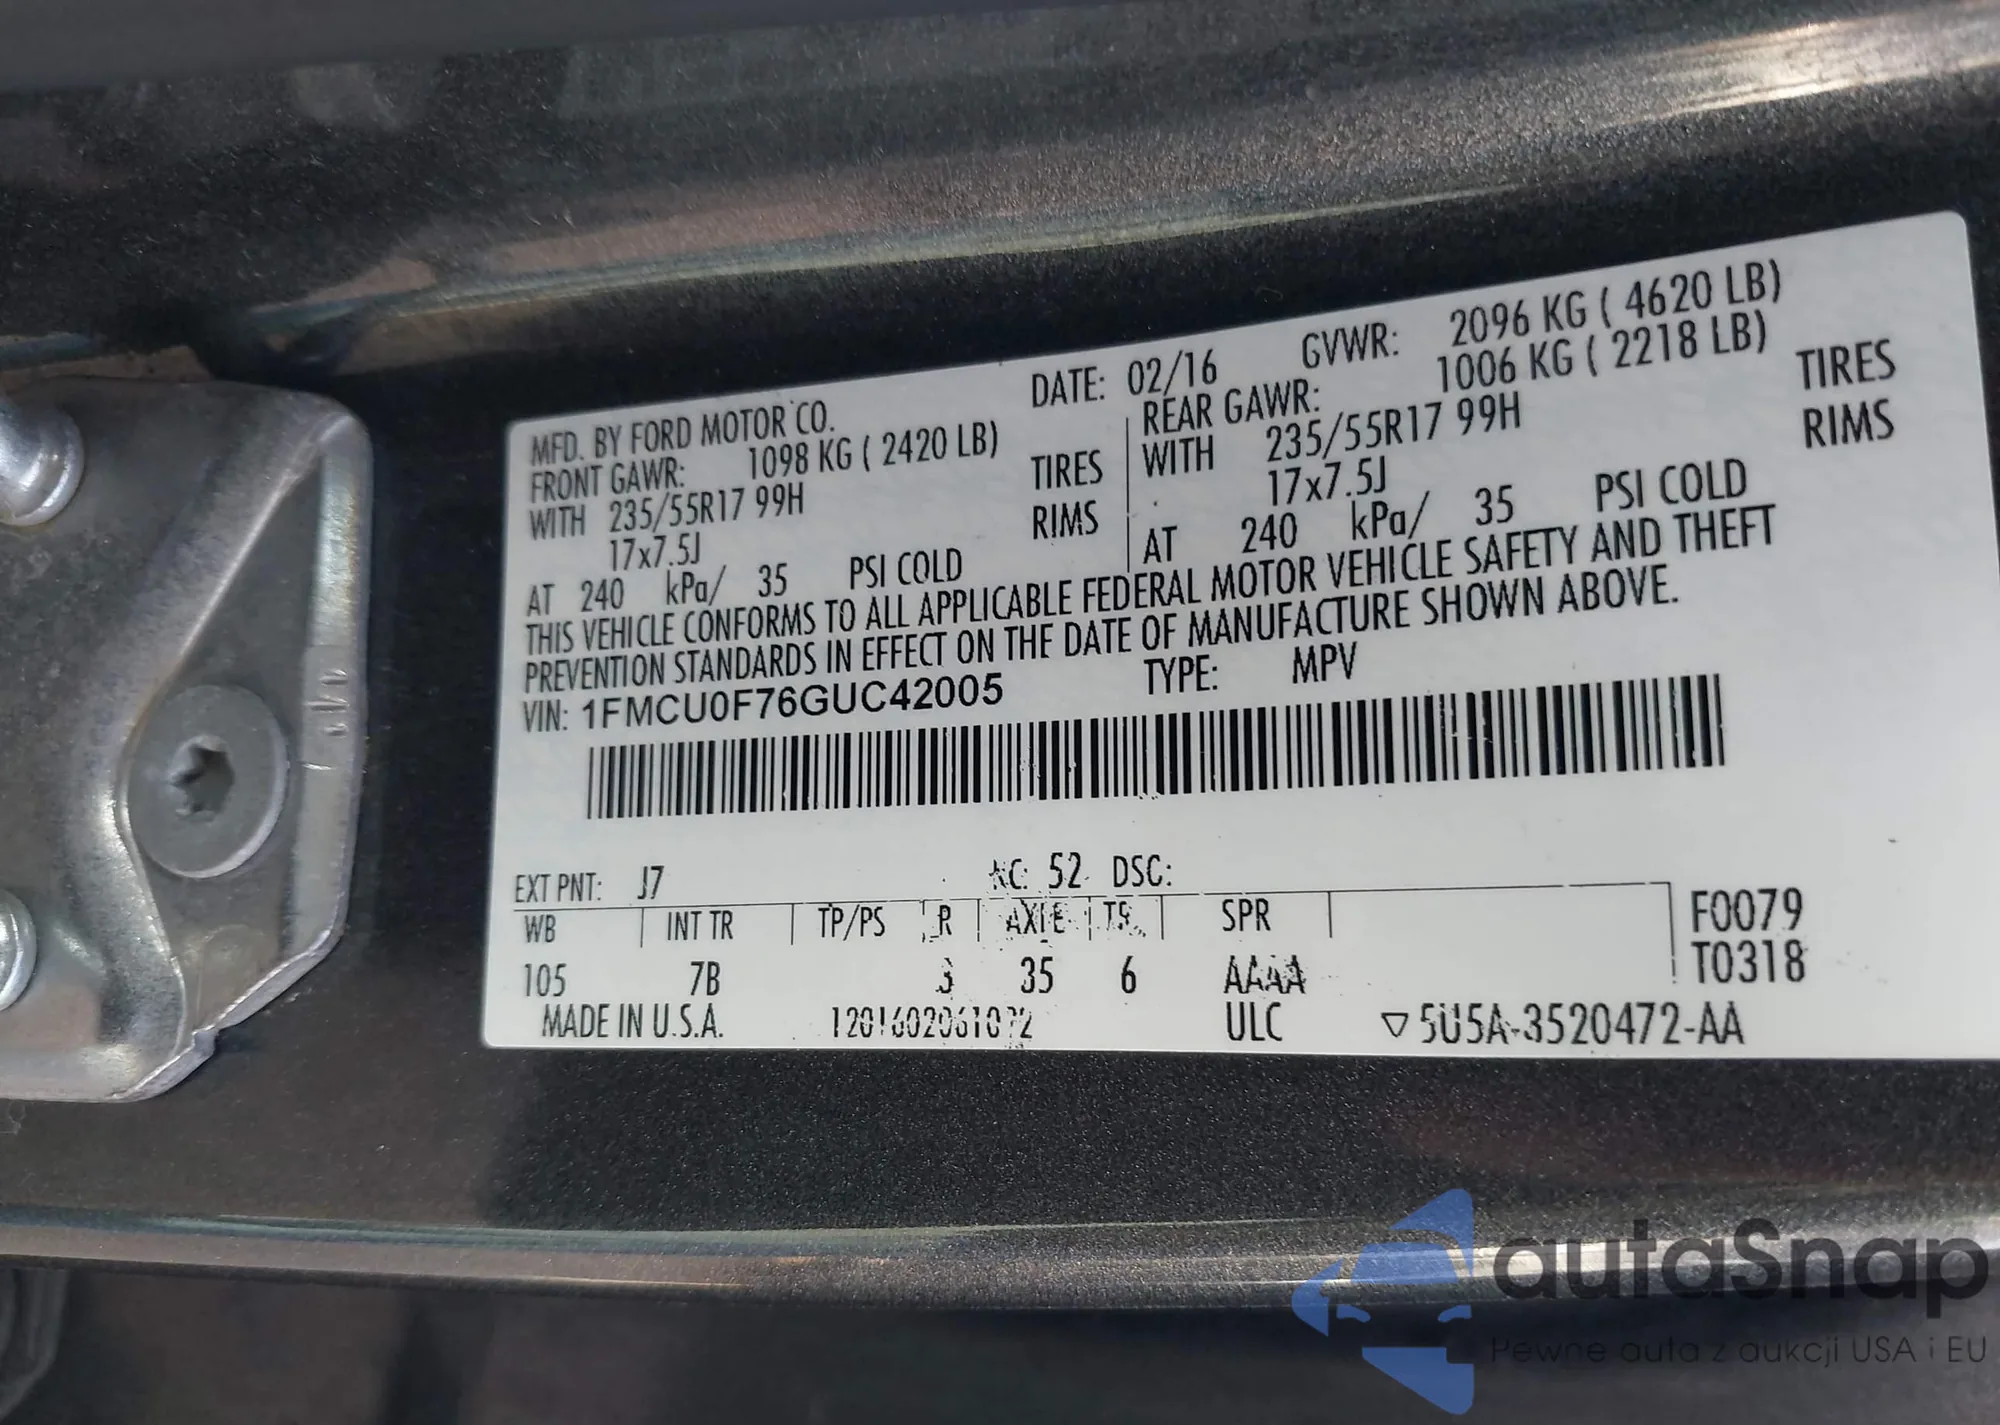 MFD. BY FORD MOTOR CO. DATE: 02/16 GVWR: 2096 KG ( 4620 LB)
FRONT GAWR: 1098 KG ( 2420 LB) REAR GAWR: 1006 KG ( 2218 LB)
WITH 235/55R17 99H TIRES WITH 235/55R17 99H TIRES
17x7.5J RIMS 17x7.5J RIMS
AT 240 kPa/ 35 PSI COLD AT 240 kPa/ 35 PSI COLD
THIS VEHICLE CONFORMS TO ALL APPLICABLE FEDERAL MOTOR VEHICLE SAFETY AND THEFT
PREVENTION STANDARDS IN EFFECT ON THE DATE OF MANUFACTURE SHOWN ABOVE.
VIN: 1FMCU0F76GUC42005 TYPE: MPV
EXT PNT: J7 RC: 52 DSC:
WB INT TR TP/PS R AXLE TR SPR F0079
T0318
105 7B 3 35 6 AAAA
MADE IN U.S.A. ULC ▽ 5U5A-3520472-AA
autaSnap
Pewne auta z aukcji USA i EU